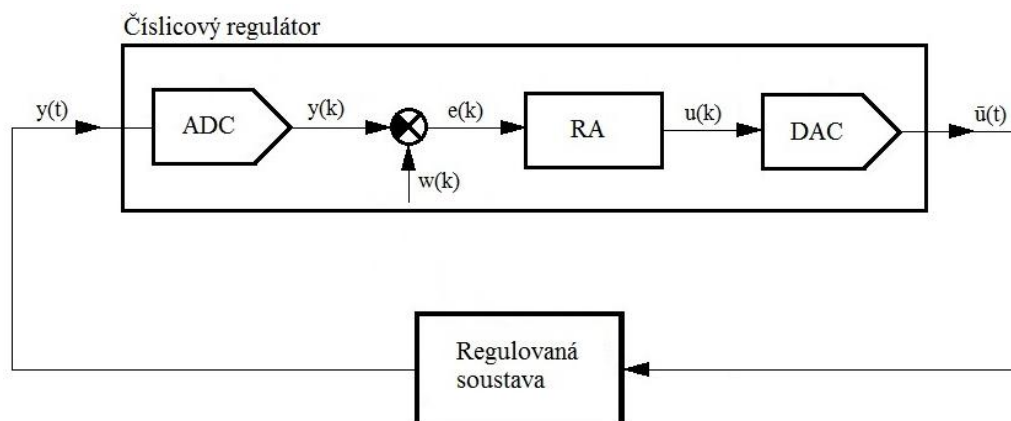 Číslicový regulátor
y(t)
ADC
y(k)
e(k)
RA
u(k)
DAC
ū(t)
w(k)
Regulovaná
soustava